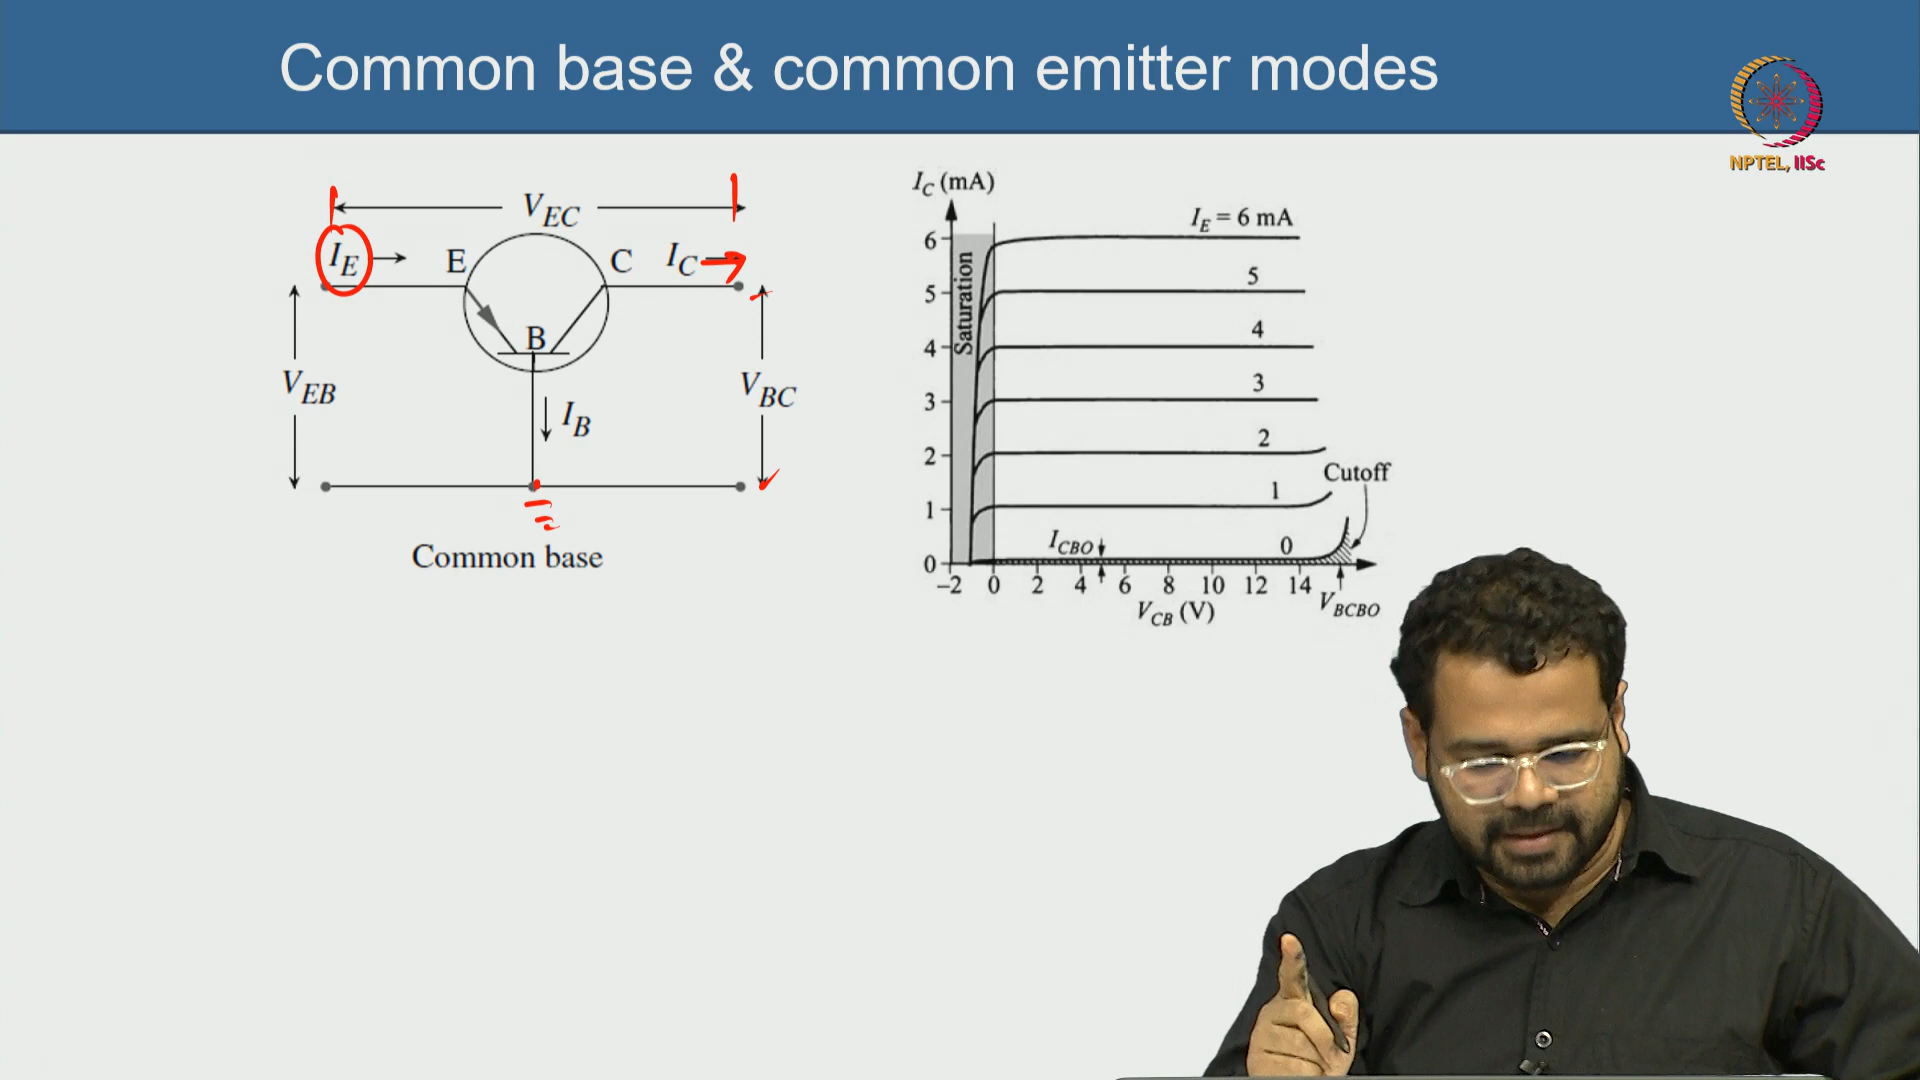 Common base & common emitter modes
NPTEL, IISc
V_EC
I_E
E
C
I_C
B
V_EB
V_BC
I_B
Common base
I_C (mA)
I_E = 6 mA
6
Saturation
5
5
4
4
3
3
2
2
Cutoff
1
1
I_CBO
0
0
-2 0 2 4 6 8 10 12 14
V_BCBO
V_CB (V)